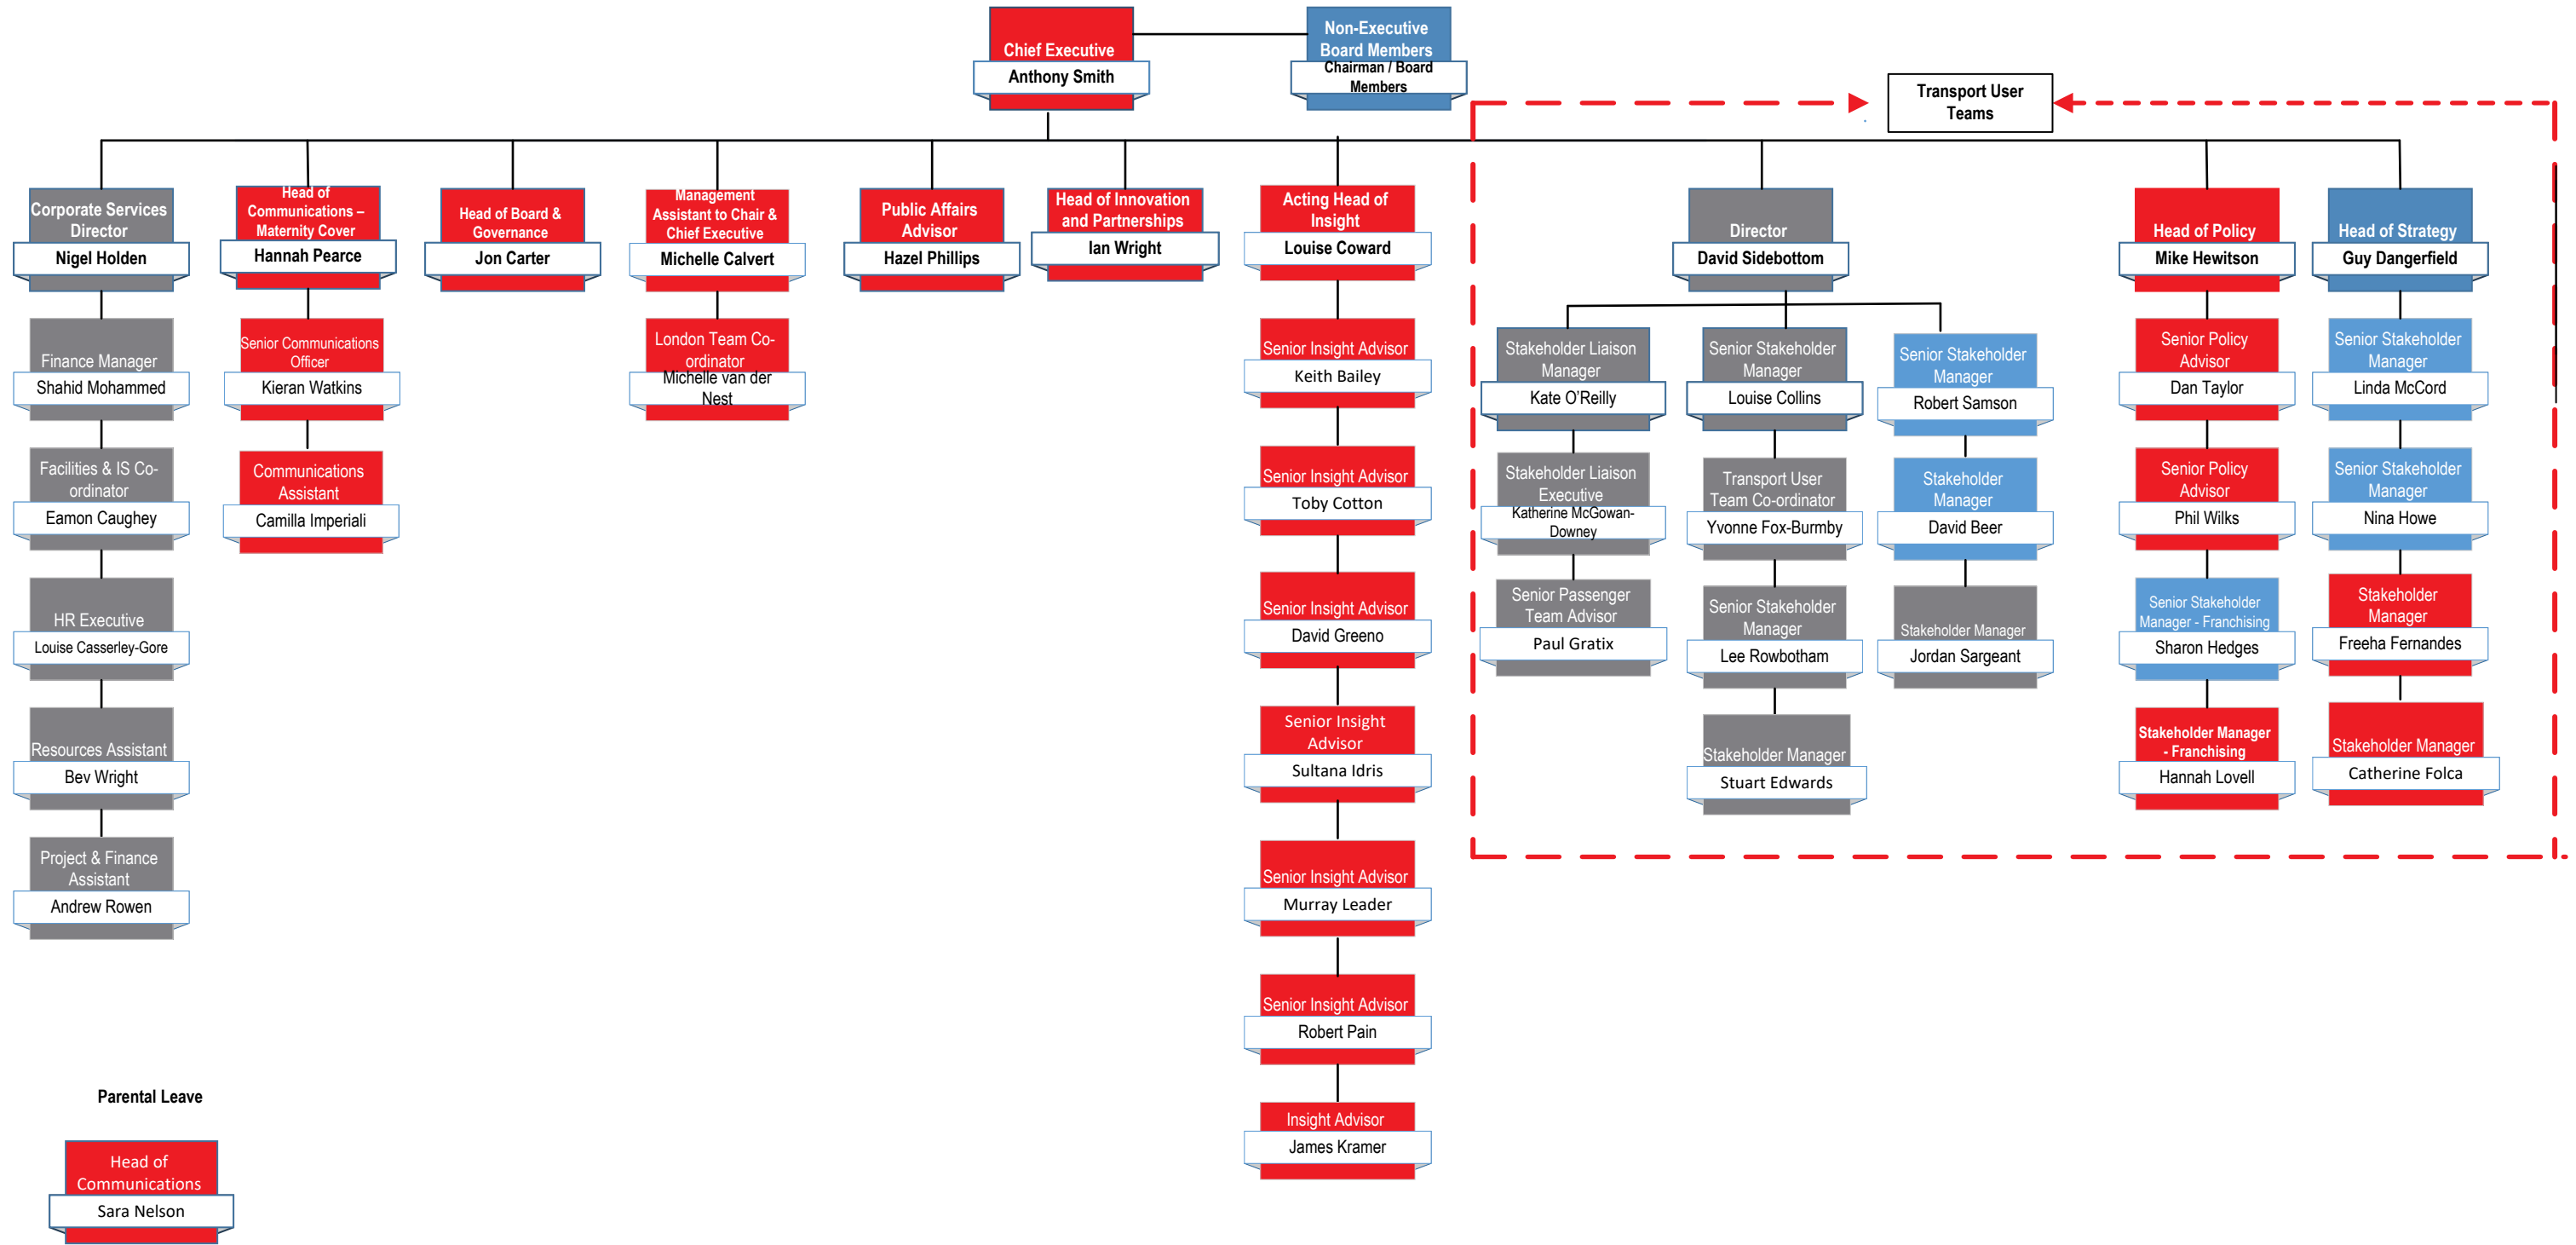 Chief Executive
Anthony Smith
Non-Executive
Board Members
Chairman / Board
Members
Transport User
Teams
Corporate Services
Director
Nigel Holden
Head of
Communications –
Maternity Cover
Hannah Pearce
Head of Board &
Governance
Jon Carter
Management
Assistant to Chair &
Chief Executive
Michelle Calvert
Public Affairs
Advisor
Hazel Phillips
Head of Innovation
and Partnerships
Ian Wright
Acting Head of
Insight
Louise Coward
Director
David Sidebottom
Head of Policy
Mike Hewitson
Head of Strategy
Guy Dangerfield
Finance Manager
Shahid Mohammed
Facilities & IS Co-
ordinator
Eamon Caughey
HR Executive
Louise Casserley-Gore
Resources Assistant
Bev Wright
Project & Finance
Assistant
Andrew Rowen
Senior Communications
Officer
Kieran Watkins
Communications
Assistant
Camilla Imperiali
London Team Co-
ordinator
Michelle van der
Nest
Senior Insight Advisor
Keith Bailey
Senior Insight Advisor
Toby Cotton
Senior Insight Advisor
David Greeno
Senior Insight
Advisor
Sultana Idris
Senior Insight Advisor
Murray Leader
Senior Insight Advisor
Robert Pain
Insight Advisor
James Kramer
Stakeholder Liaison
Manager
Kate O'Reilly
Stakeholder Liaison
Executive
Katherine McGowan-
Downey
Senior Passenger
Team Advisor
Paul Gratix
Senior Stakeholder
Manager
Louise Collins
Transport User
Team Co-ordinator
Yvonne Fox-Burmby
Senior Stakeholder
Manager
Lee Rowbotham
Stakeholder Manager
Stuart Edwards
Senior Stakeholder
Manager
Robert Samson
Stakeholder
Manager
David Beer
Stakeholder Manager
Jordan Sargeant
Senior Policy
Advisor
Dan Taylor
Senior Policy
Advisor
Phil Wilks
Senior Stakeholder
Manager - Franchising
Sharon Hedges
Stakeholder Manager
- Franchising
Hannah Lovell
Senior Stakeholder
Manager
Linda McCord
Senior Stakeholder
Manager
Nina Howe
Stakeholder
Manager
Freeha Fernandes
Stakeholder Manager
Catherine Folca
Parental Leave
Head of
Communications
Sara Nelson